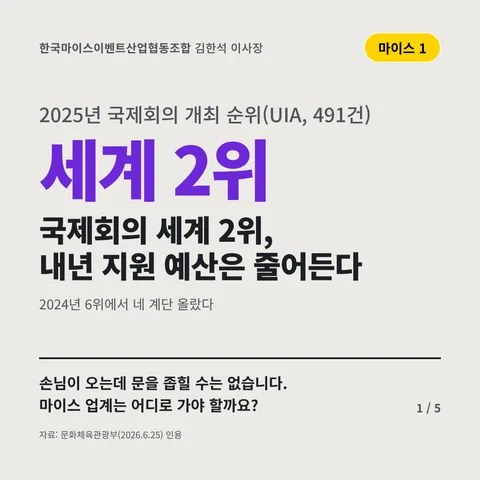 한국마이스이벤트산업협동조합 김한석 이사장
마이스 1
2025년 국제회의 개최 순위(UIA, 491건)
세계 2위
국제회의 세계 2위,
내년 지원 예산은 줄어든다
2024년 6위에서 네 계단 올랐다
손님이 오는데 문을 좁힐 수는 없습니다.
마이스 업계는 어디로 가야 할까요?
1 / 5
자료: 문화체육관광부(2026.6.25) 인용